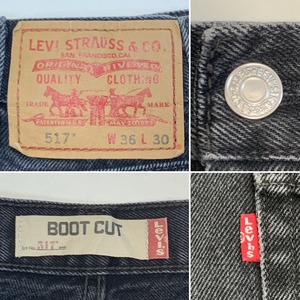 LEVI STRAUSS & CO.
SAN FRANCISCO, CAL.
ORIGINAL RIVETED
QUALITY CLOTHING
TRADE MARK
517* W 36 L 30
BOOT CUT
LEVI'S
517
Levi's